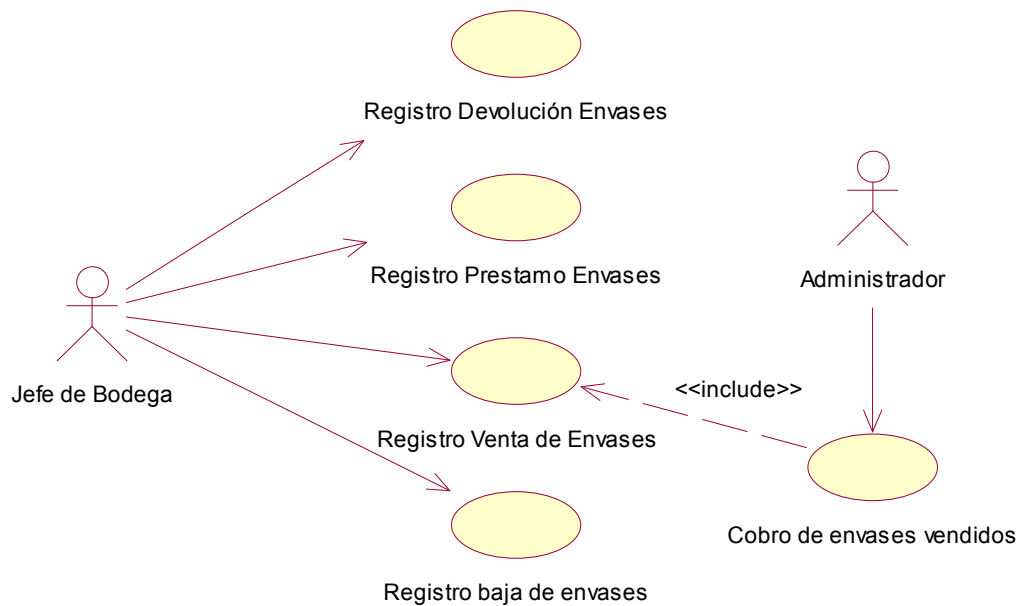 Registro Devolución Envases
Registro Prestamo Envases
Administrador
Jefe de Bodega
<<include>>
Registro Venta de Envases
Cobro de envases vendidos
Registro baja de envases